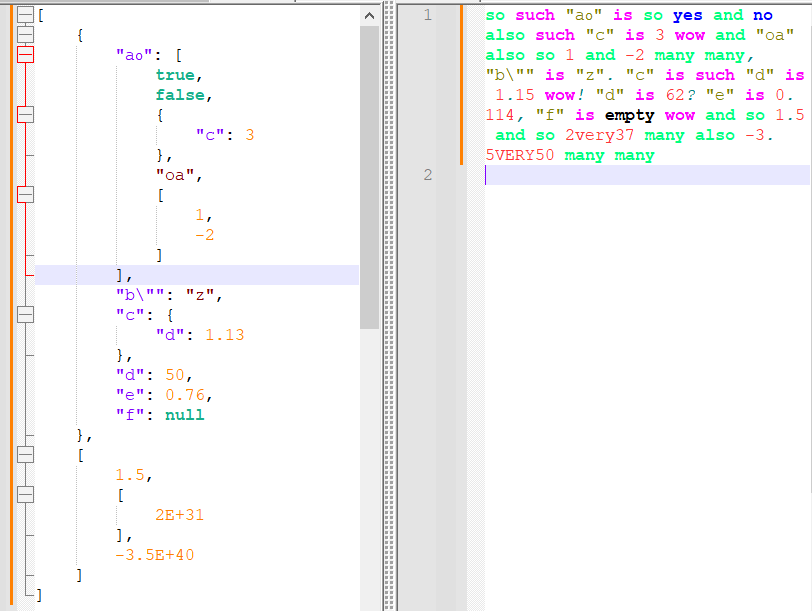 [
{
"ao": [
true,
false,
{
"c": 3
},
"oa",
[
1,
-2
]
],
"b\"": "z",
"c": {
"d": 1.13
},
"d": 50,
"e": 0.76,
"f": null
},
[
1.5,
[
2E+31
],
-3.5E+40
]
]
1
so such "ao" is so yes and no
also such "c" is 3 wow and "oa"
also so 1 and -2 many many,
"b\"" is "z". "c" is such "d" is
1.15 wow! "d" is 62? "e" is 0.
114, "f" is empty wow and so 1.5
and so 2very37 many also -3.
5VERY50 many many
2